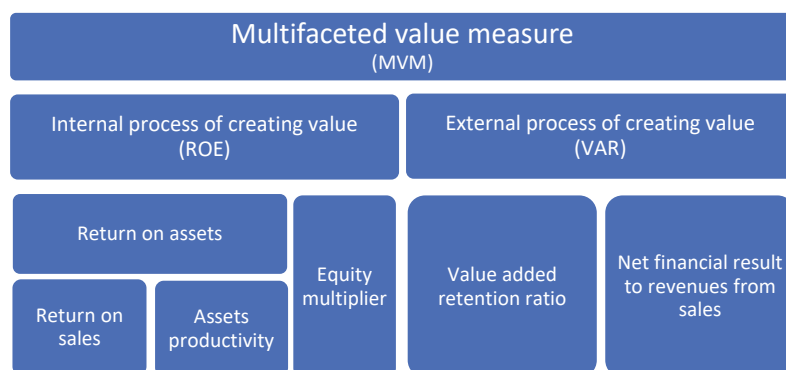 Multifaceted value measure
(MVM)
Internal process of creating value
(ROE)
External process of creating value
(VAR)
Return on assets
Equity
multiplier
Value added
retention ratio
Net financial result
to revenues from
sales
Return on
sales
Assets
productivity